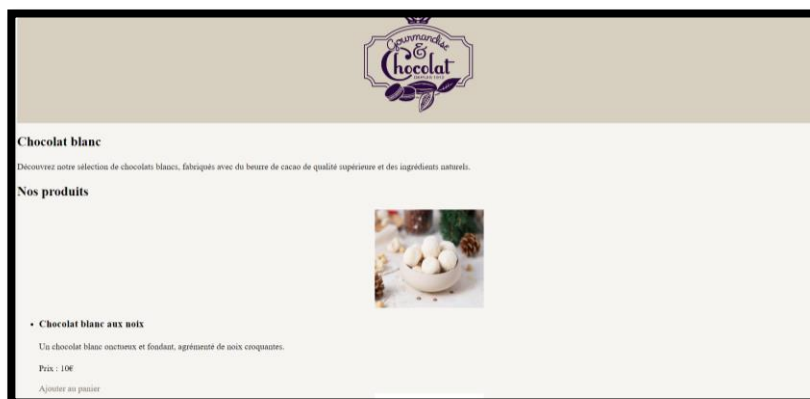 Gourmandise
&
Chocolat
DEPUIS 1912
Chocolat blanc
Découvrez notre sélection de chocolats blancs, fabriqués avec du beurre de cacao de qualité supérieure et des ingrédients naturels.
Nos produits
• Chocolat blanc aux noix
Un chocolat blanc onctueux et fondant, agrémenté de noix croquantes.
Prix : 10€
Ajouter au panier